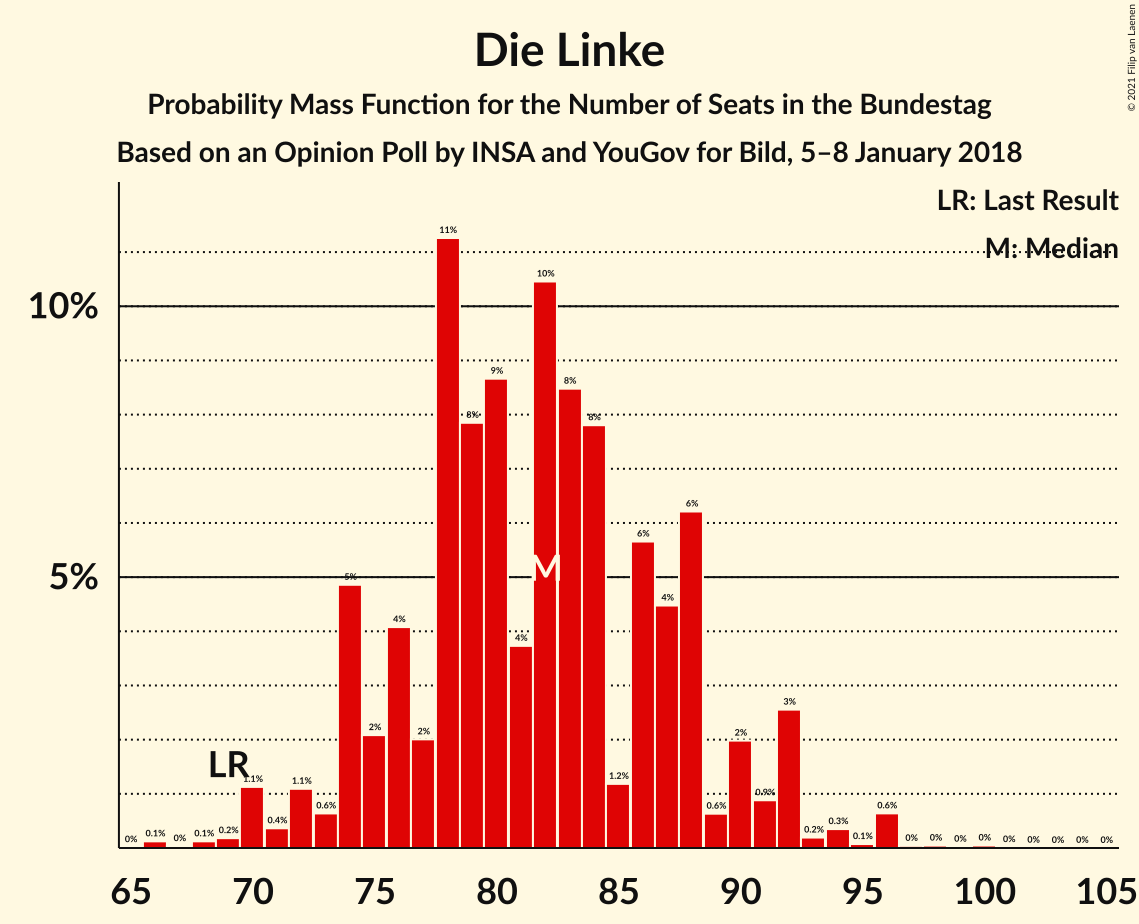 Die Linke
Probability Mass Function for the Number of Seats in the Bundestag
Based on an Opinion Poll by INSA and YouGov for Bild, 5–8 January 2018
© 2021 Filip van Laenen
LR: Last Result
M: Median
10%
5%
LR
M
0% 0.1% 0% 0.1% 0.2% 1.1% 0.4% 1.1% 0.6% 5% 2% 4% 2% 11% 8% 9% 4% 10% 8% 8% 1.2% 6% 4% 6% 0.6% 2% 0.9% 3% 0.2% 0.3% 0.1% 0.6% 0% 0% 0% 0% 0% 0% 0% 0% 0%
65 70 75 80 85 90 95 100 105